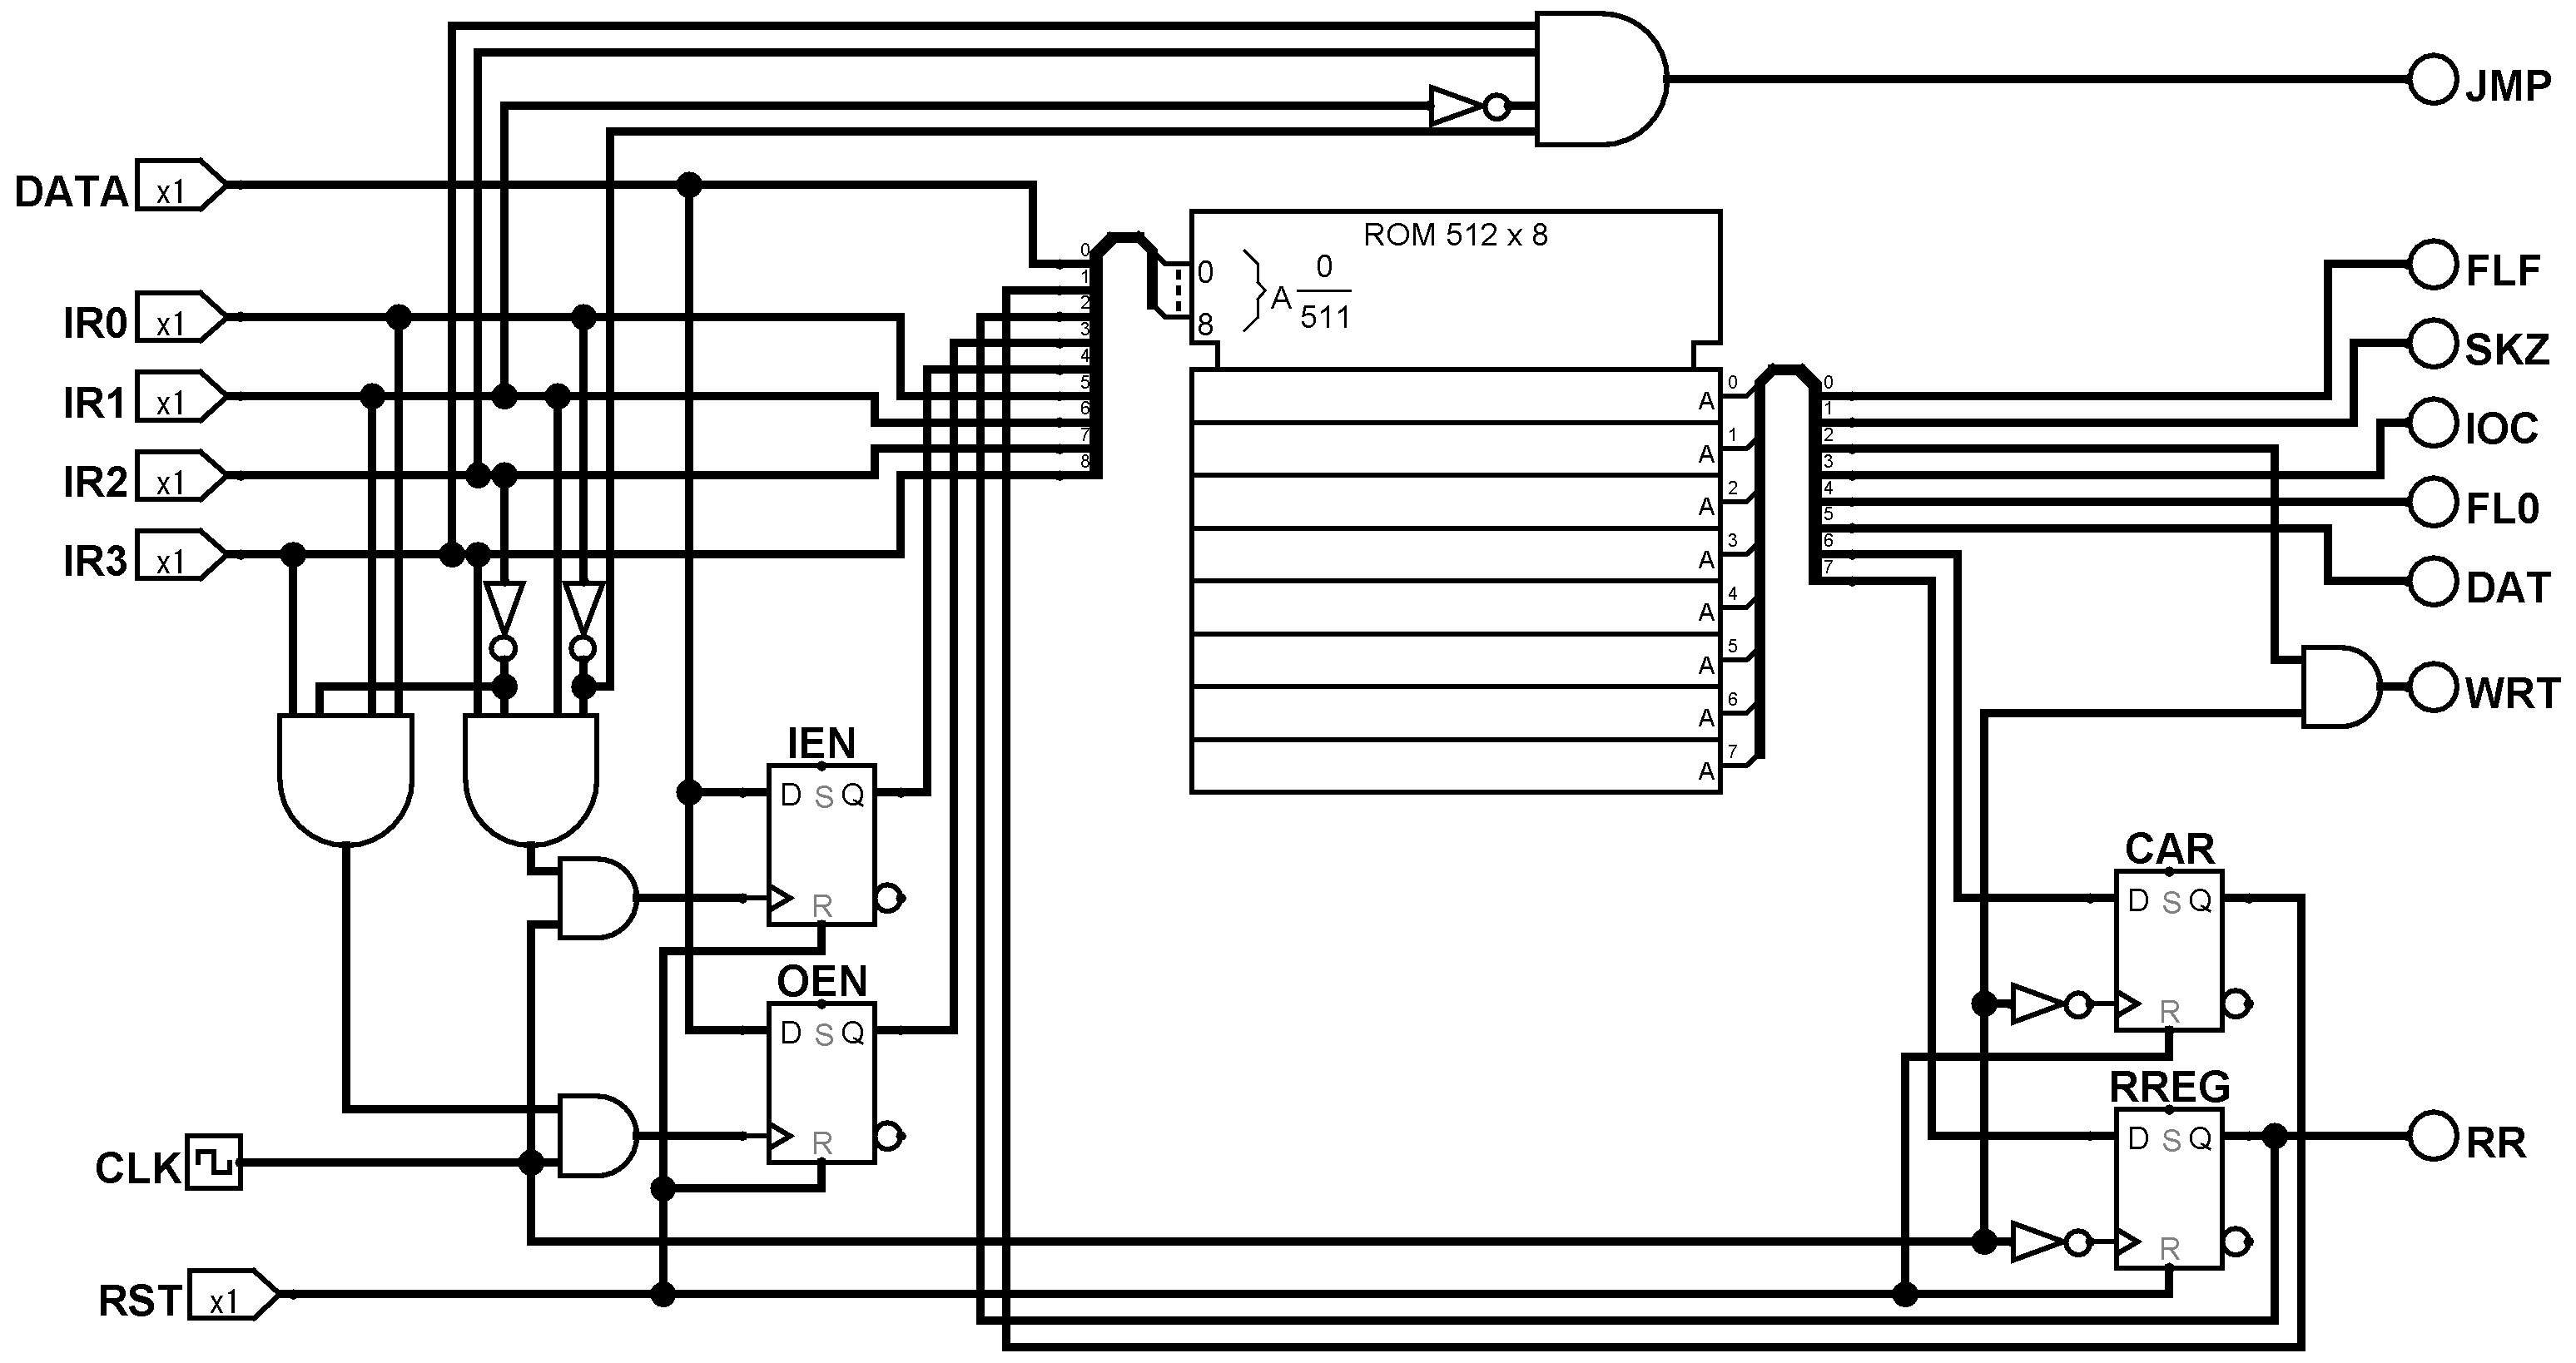 JMP
DATA x1
ROM 512 x 8
0
8
A 0
511
IR0 x1
IR1 x1
IR2 x1
IR3 x1
0
1
2
3
4
5
6
7
8
A 0
A 1
A 2
A 3
A 4
A 5
A 6
A 7
0
1
2
3
4
5
6
7
FLF
SKZ
IOC
FL0
DAT
WRT
IEN
D S Q
R
OEN
D S Q
R
CAR
D S Q
R
RREG
D S Q
R
RR
CLK
RST x1